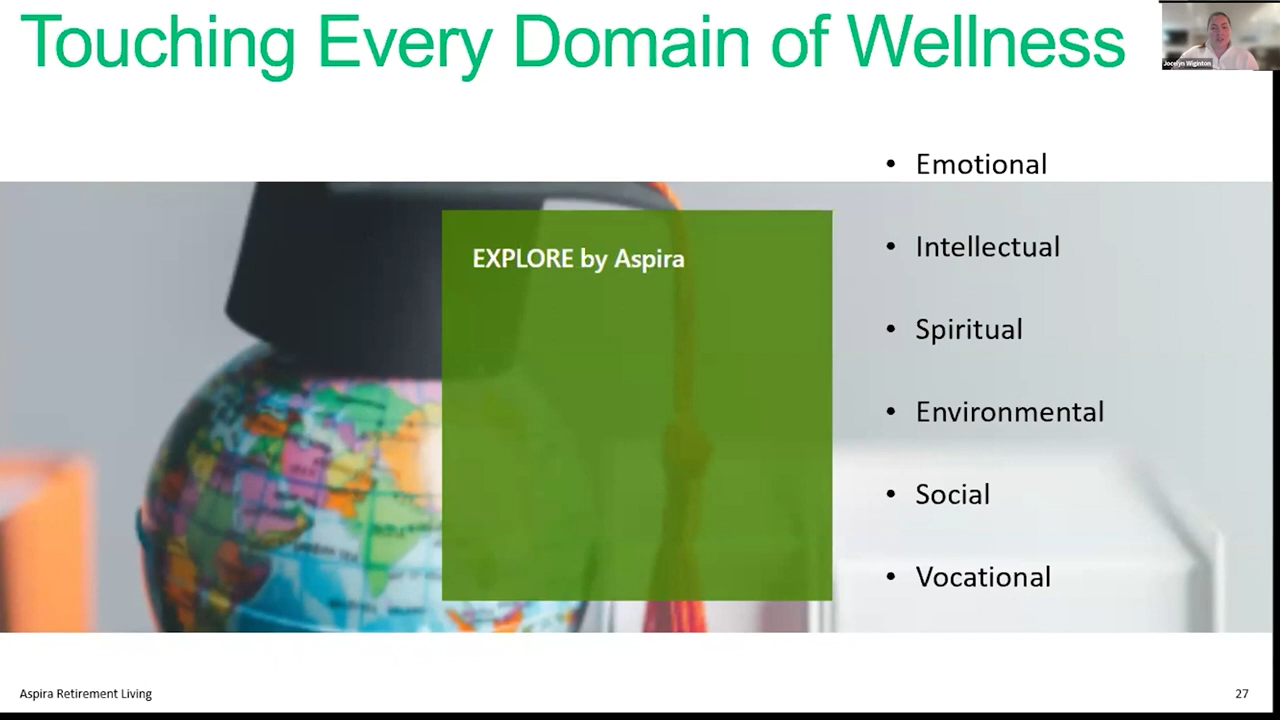 Touching Every Domain of Wellness
Jocelyn Wiginton
• Emotional
EXPLORE by Aspira
• Intellectual
• Spiritual
• Environmental
• Social
• Vocational
Aspira Retirement Living
27